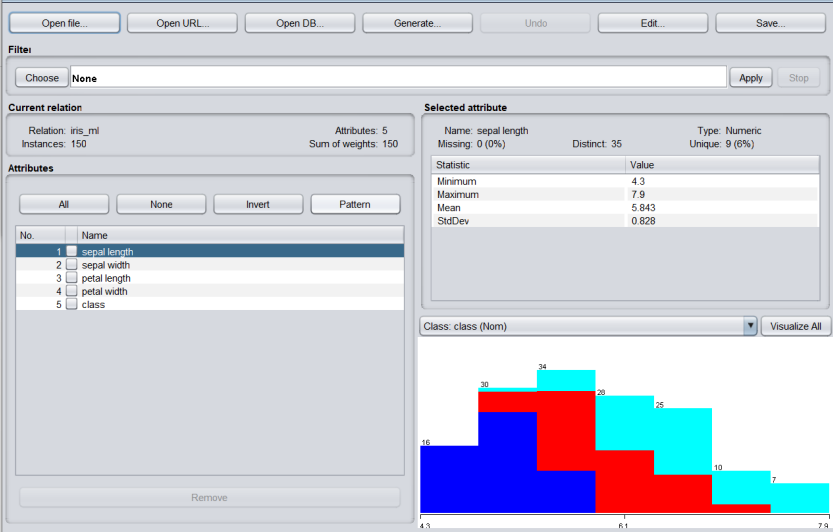 Open file... Open URL... Open DB... Generate... Undo Edit... Save...
Filter
Choose None Apply Stop
Current relation
Relation: iris_ml Attributes: 5
Instances: 150 Sum of weights: 150
Attributes
All None Invert Pattern
No. Name
1 sepal length
2 sepal width
3 petal length
4 petal width
5 class
Remove
Selected attribute
Name: sepal length Type: Numeric
Missing: 0 (0%) Distinct: 35 Unique: 9 (6%)
Statistic Value
Minimum 4.3
Maximum 7.9
Mean 5.843
StdDev 0.828
Class: class (Nom) Visualize All
34
30
28
25
16
10
7
4.3 6.1 7.9